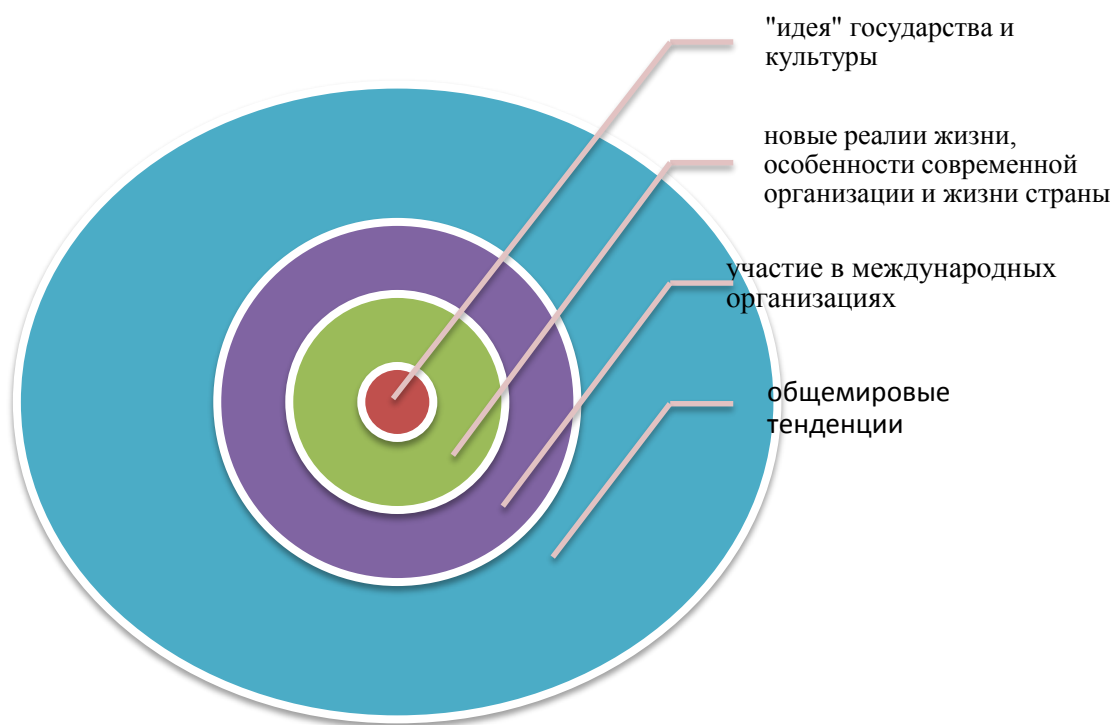 "идея" государства и
культуры
новые реалии жизни,
особенности современной
организации и жизни страны
участие в международных
организациях
общемировые
тенденции